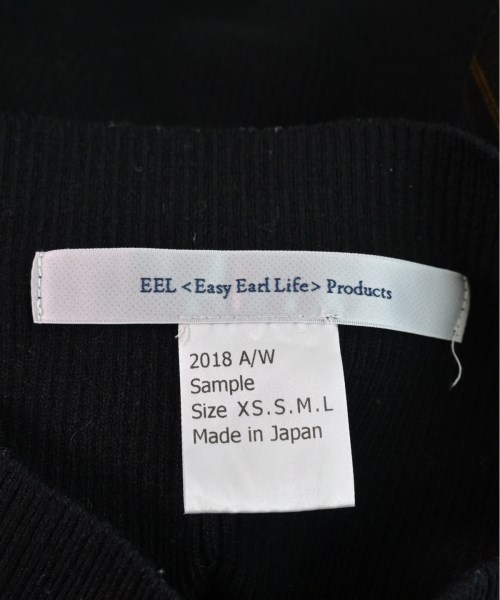 EEL <Easy Earl Life> Products
2018 A/W
Sample
Size XS.S.M.L
Made in Japan